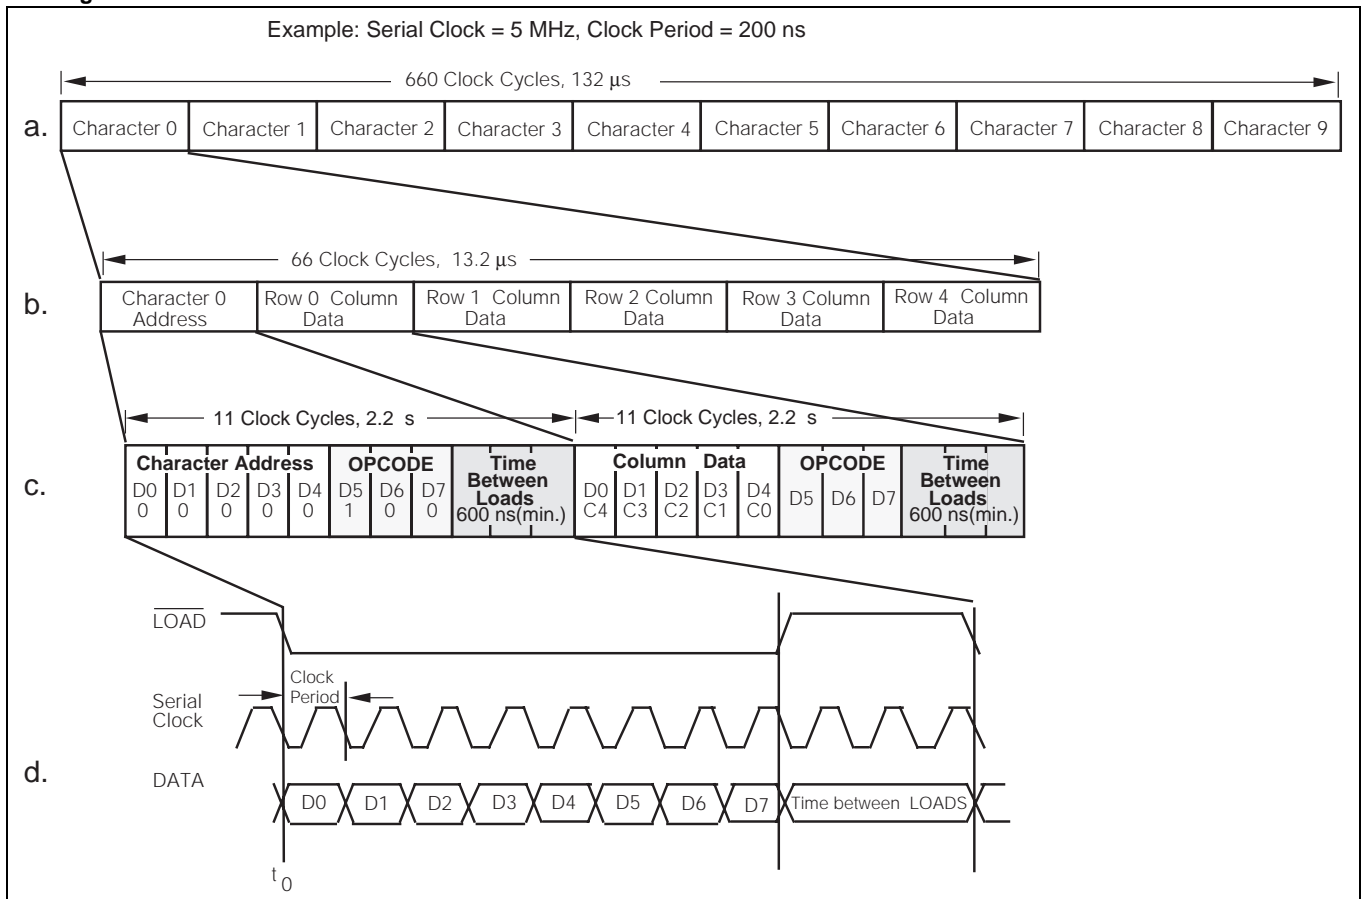 Example: Serial Clock = 5 MHz, Clock Period = 200 ns
660 Clock Cycles, 132 μs
a.
Character 0 Character 1 Character 2 Character 3 Character 4 Character 5 Character 6 Character 7 Character 8 Character 9
66 Clock Cycles, 13.2 μs
b.
Character 0 Address
Row 0 Column Data
Row 1 Column Data
Row 2 Column Data
Row 3 Column Data
Row 4 Column Data
11 Clock Cycles, 2.2 s
11 Clock Cycles, 2.2 s
c.
Character Address
OPCODE
Time Between Loads
600 ns(min.)
D0 D1 D2 D3 D4 D5 D6 D7
0 0 0 0 0 1 0 0
Column Data
OPCODE
Time Between Loads
600 ns(min.)
D0 D1 D2 D3 D4 D5 D6 D7
C4 C3 C2 C1 C0
LOAD
Clock Period
Serial Clock
d.
DATA
D0 D1 D2 D3 D4 D5 D6 D7 Time between LOADS
t0